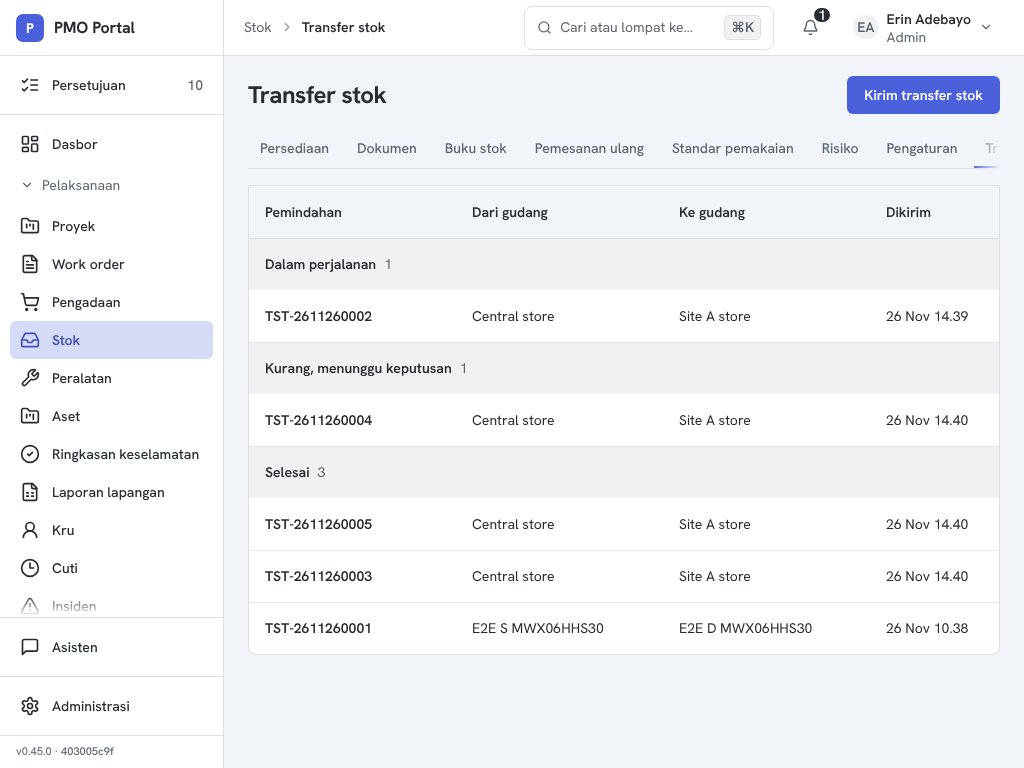 P PMO Portal
Stok > Transfer stok
Cari atau lompat ke... ⌘K
1
EA Erin Adebayo
Admin
Persetujuan 10
Dasbor
Pelaksanaan
Proyek
Work order
Pengadaan
Stok
Peralatan
Aset
Ringkasan keselamatan
Laporan lapangan
Kru
Cuti
Insiden
Asisten
Administrasi
v0.45.0 · 403005c9f
Transfer stok
Kirim transfer stok
Persediaan Dokumen Buku stok Pemesanan ulang Standar pemakaian Risiko Pengaturan
Pemindahan Dari gudang Ke gudang Dikirim
Dalam perjalanan 1
TST-2611260002 Central store Site A store 26 Nov 14.39
Kurang, menunggu keputusan 1
TST-2611260004 Central store Site A store 26 Nov 14.40
Selesai 3
TST-2611260005 Central store Site A store 26 Nov 14.40
TST-2611260003 Central store Site A store 26 Nov 14.40
TST-2611260001 E2E S MWX06HHS30 E2E D MWX06HHS30 26 Nov 10.38